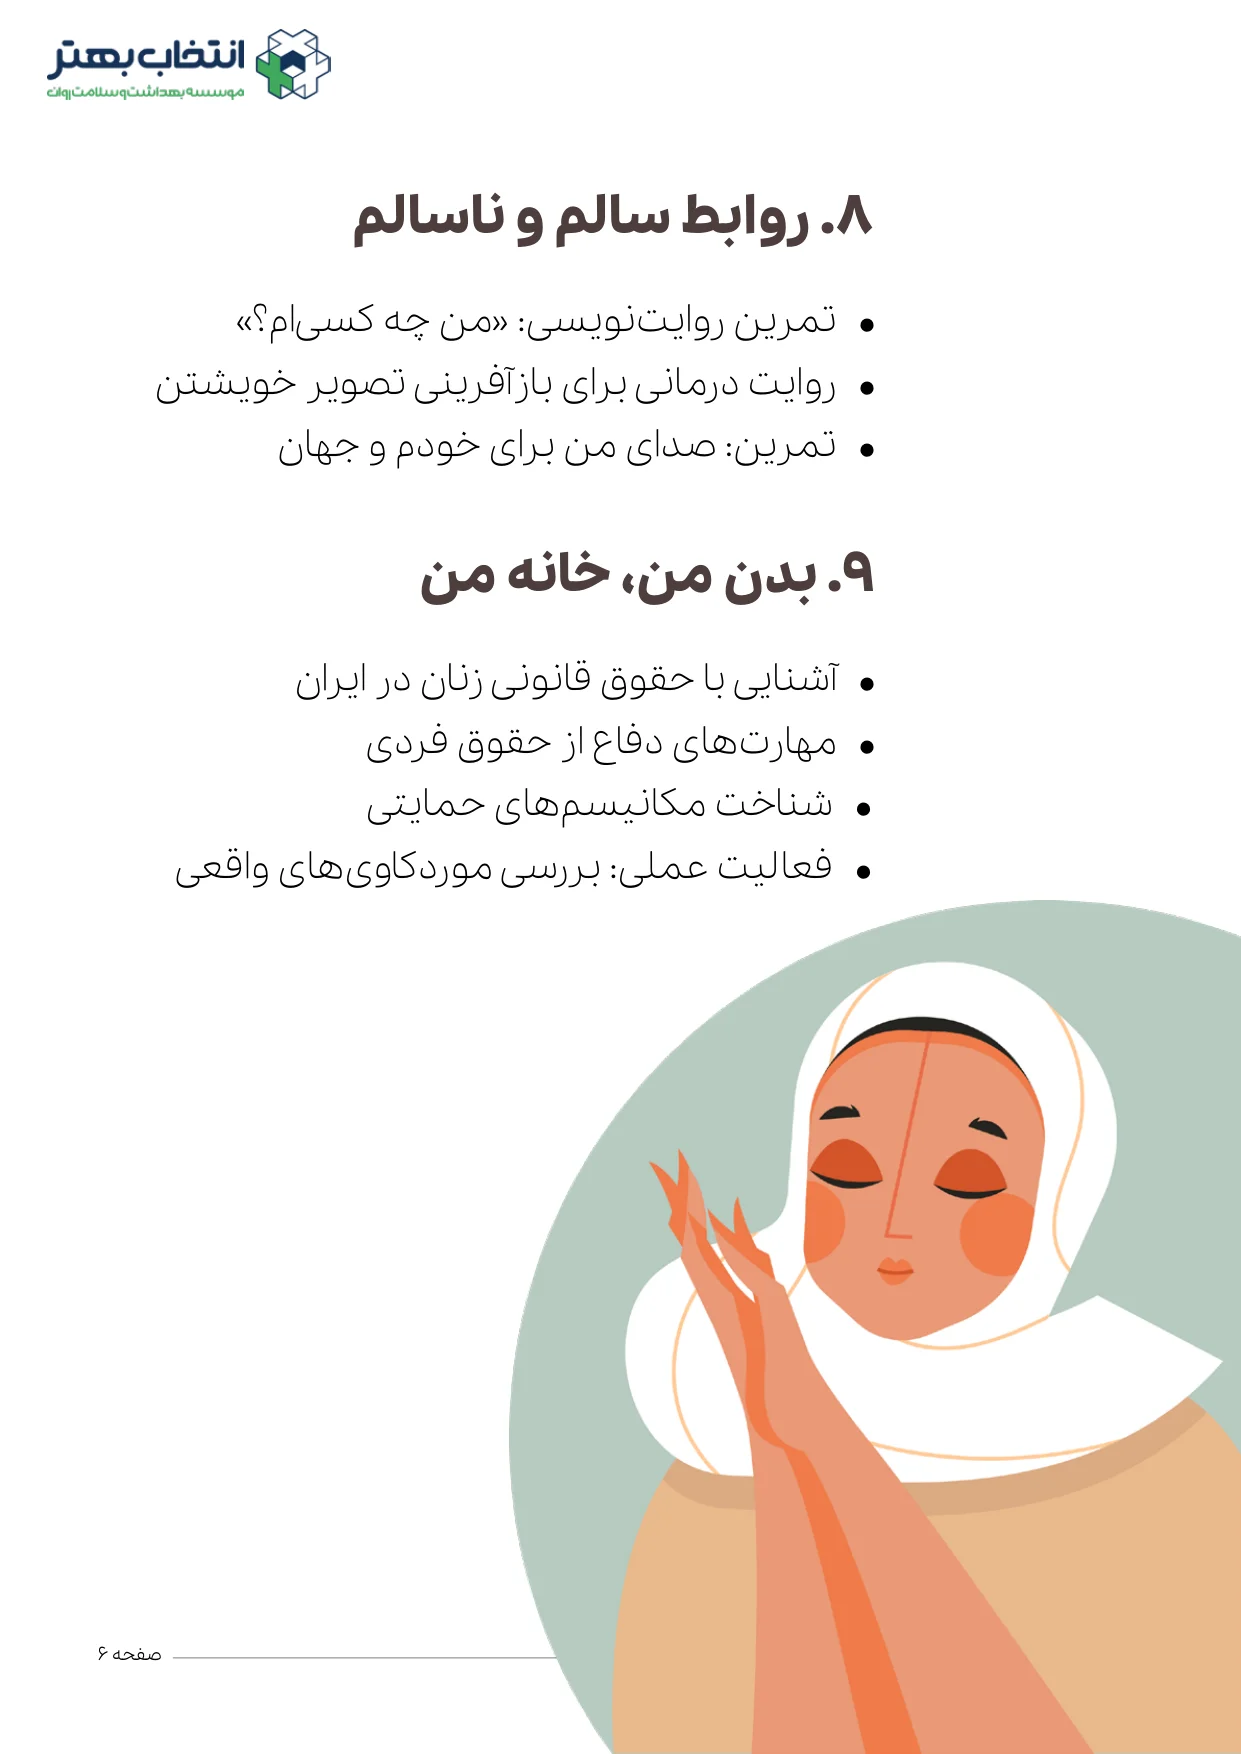 انتخاب بهتر
موسسه بهداشت و سلامت روان
۸. روابط سالم و ناسالم
• تمرین روایت‌نویسی: «من چه کسی‌ام؟»
• روایت درمانی برای بازآفرینی تصویر خویشتن
• تمرین: صدای من برای خودم و جهان
۹. بدن من، خانه من
• آشنایی با حقوق قانونی زنان در ایران
• مهارت‌های دفاع از حقوق فردی
• شناخت مکانیسم‌های حمایتی
• فعالیت عملی: بررسی موردکاوی‌های واقعی
صفحه ۶